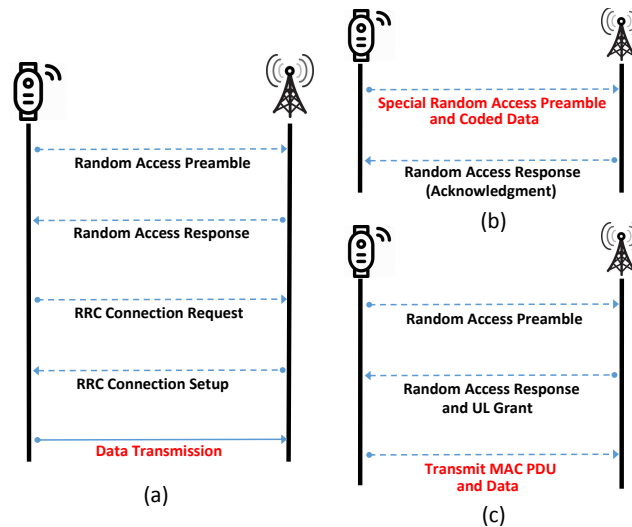 Random Access Preamble
Random Access Response
RRC Connection Request
RRC Connection Setup
Data Transmission
(a)
Special Random Access Preamble
and Coded Data
Random Access Response
(Acknowledgment)
(b)
Random Access Preamble
Random Access Response
and UL Grant
Transmit MAC PDU
and Data
(c)